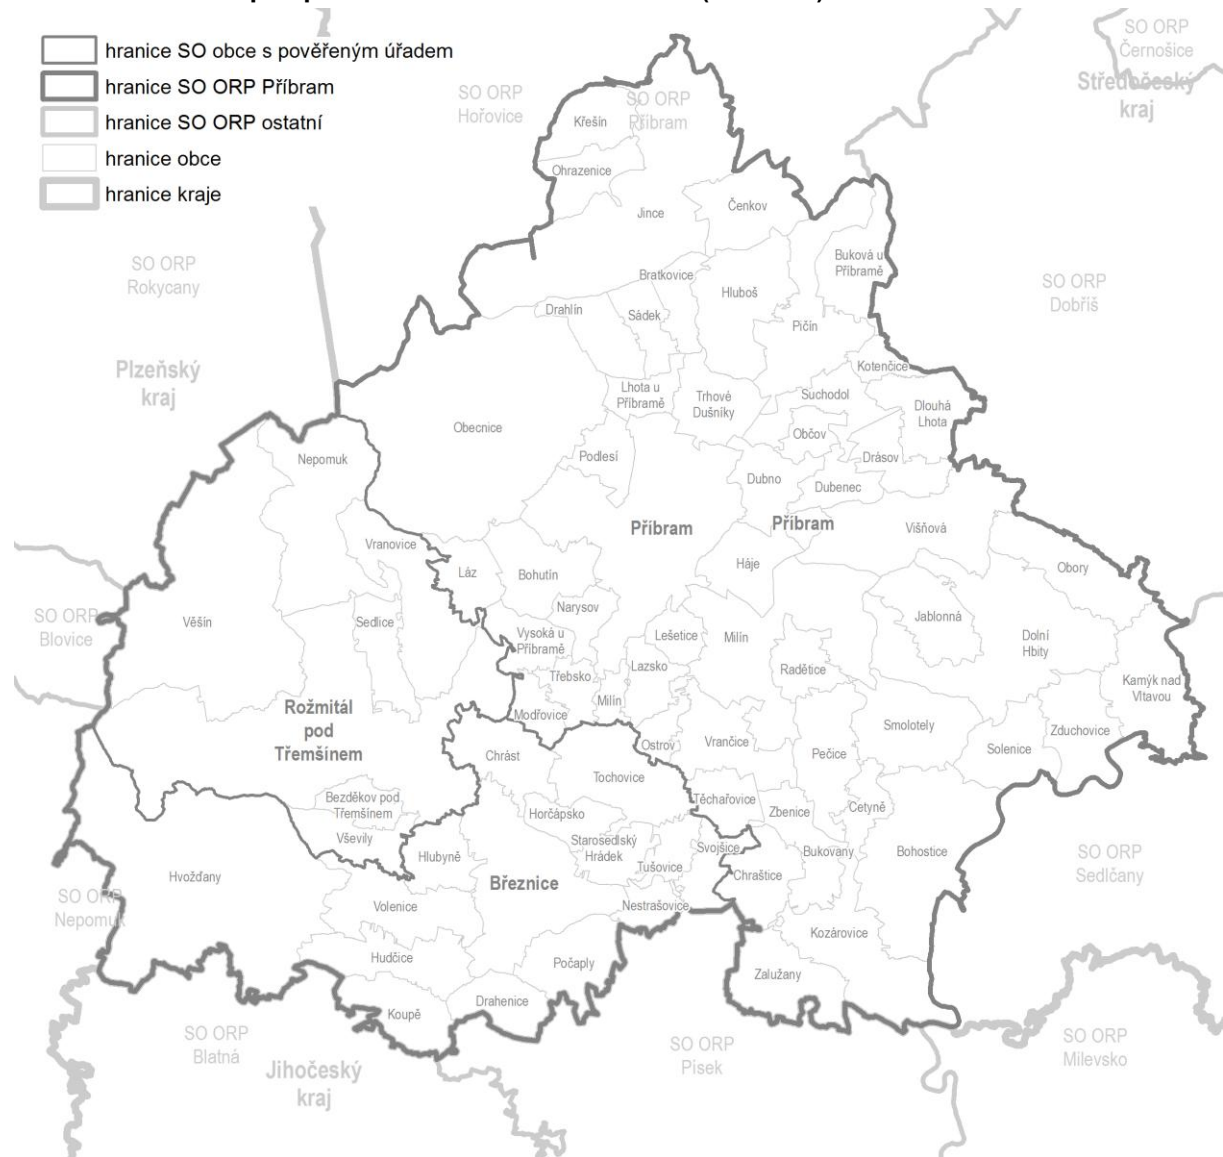 hranice SO obce s pověřeným úřadem
hranice SO ORP Příbram
hranice SO ORP ostatní
hranice obce
hranice kraje
SO ORP
Černošice
Středočeský
kraj
SO ORP
Hořovice
SO ORP
Příbram
Křešín
Ohrazenice
Jince
Čenkov
SO ORP
Rokycany
Buková u
Příbramě
SO ORP
Dobříš
Bratkovice
Hluboš
Drahlín
Sádek
Pičín
Plzeňský
kraj
Kotenčice
Lhota u
Příbramě
Trhové
Dušníky
Suchodol
Dlouhá
Lhota
Obecnice
Občov
Nepomuk
Podlesí
Drásov
Dubno
Dubenec
Příbram
Příbram
Višňová
Vranovice
Láz
Bohutín
Háje
Obory
Narysov
SO ORP
Blovice
Věšín
Sedlice
Vysoká u
Příbramě
Lešetice
Milín
Jablonná
Dolní
Hbity
Třebsko
Lazsko
Radětice
Kamýk nad
Vltavou
Rožmitál
pod
Třemšínem
Milín
Modřovice
Smolotely
Zduchovice
Solenice
Chrást
Ostrov
Vrančice
Pečice
Tochovice
Bezděkov pod
Třemšínem
Těchařovice
Cetyně
Horčápsko
Zbenice
Vševily
Starosedlský
Hrádek
Svojšice
Hlubyně
Tušovice
Bukovany
Bohostice
SO ORP
Sedlčany
Hvožďany
Březnice
Chraštice
SO ORP
Nepomuk
Volenice
Nestrašovice
Kozárovice
Hudčice
Počaply
Zalužany
Koupě
Drahenice
SO ORP
Blatná
SO ORP
Písek
SO ORP
Milevsko
Jihočeský
kraj